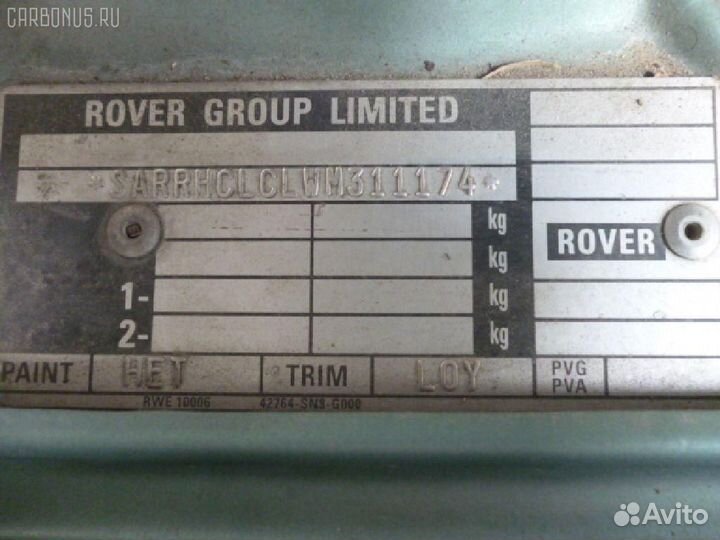 CARBONUS.RU
ROVER GROUP LIMITED
*SARRHCLCLWM311174*
kg
kg
ROVER
1- kg
2- kg
PAINT HET TRIM LOY PVG
PVA
RWE 10006 42764-SN9-G000
Avito